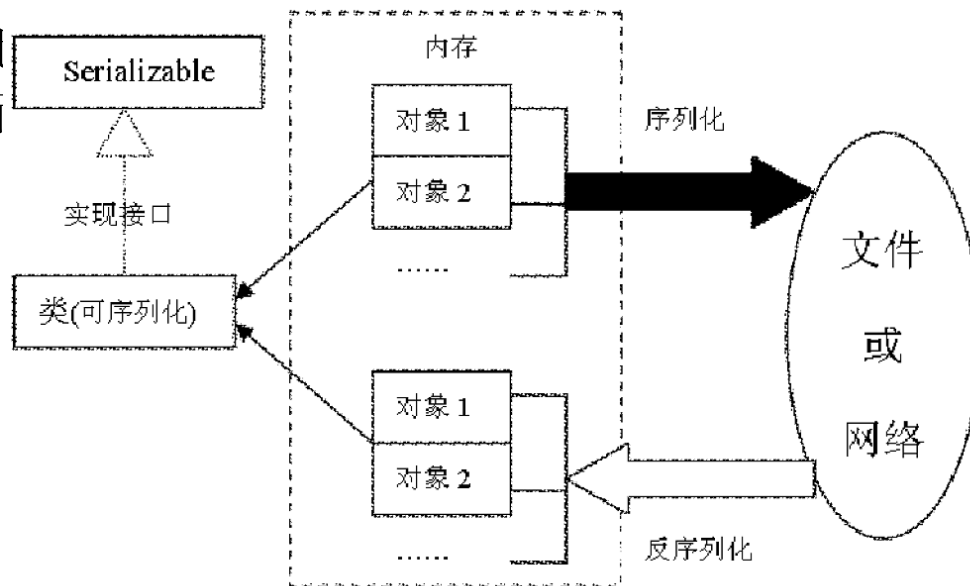 Serializable
实现接口
类(可序列化)
内存
对象 1
对象 2
……
对象 1
对象 2
……
序列化
反序列化
文件
或
网络